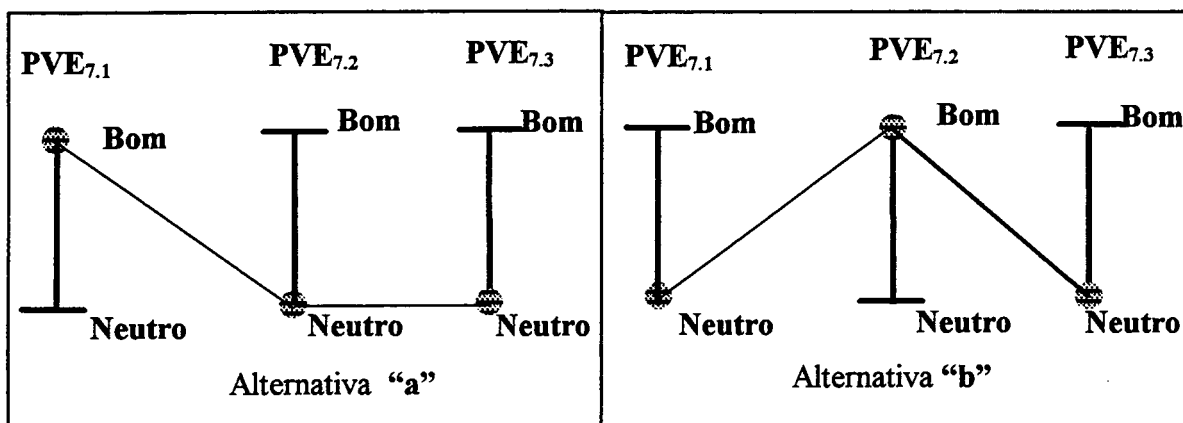 PVE7.1 PVE7.2 PVE7.3
Bom Bom Bom
Neutro Neutro Neutro
Alternativa “a”
PVE7.1 PVE7.2 PVE7.3
Bom Bom Bom
Neutro Neutro Neutro
Alternativa “b”